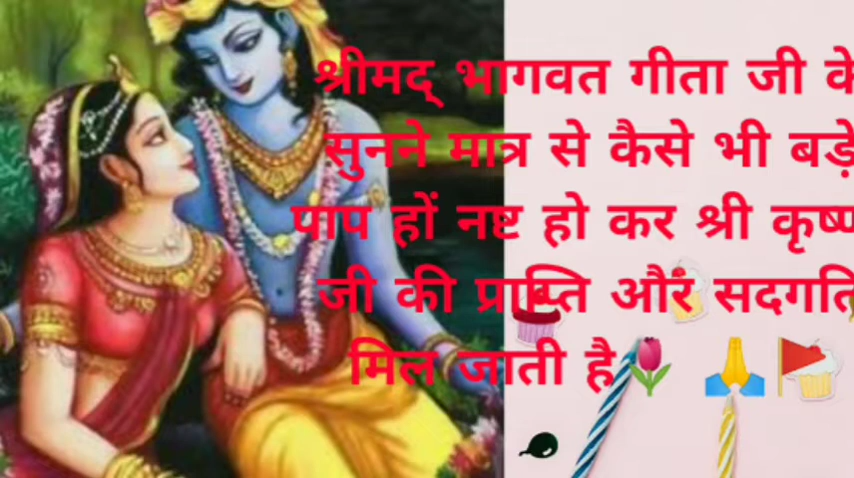 श्रीमद् भागवत गीता जी के
सुनने मात्र से कैसे भी बड़े
पाप हों नष्ट हो कर श्री कृष्ण
जी की प्राप्ति और सदगति
मिल जाती है